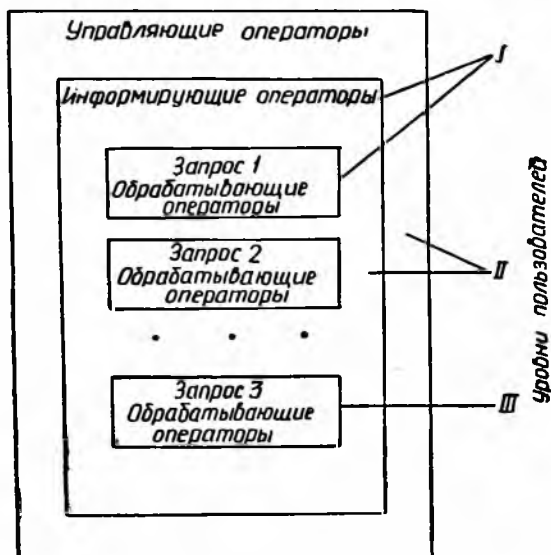 Управляющие операторы
Информирующие операторы
Запрос 1
Обрабатывающие
операторы
Запрос 2
Обрабатывающие
операторы
. . .
Запрос 3
Обрабатывающие
операторы
I
II
III
Уровни пользователей